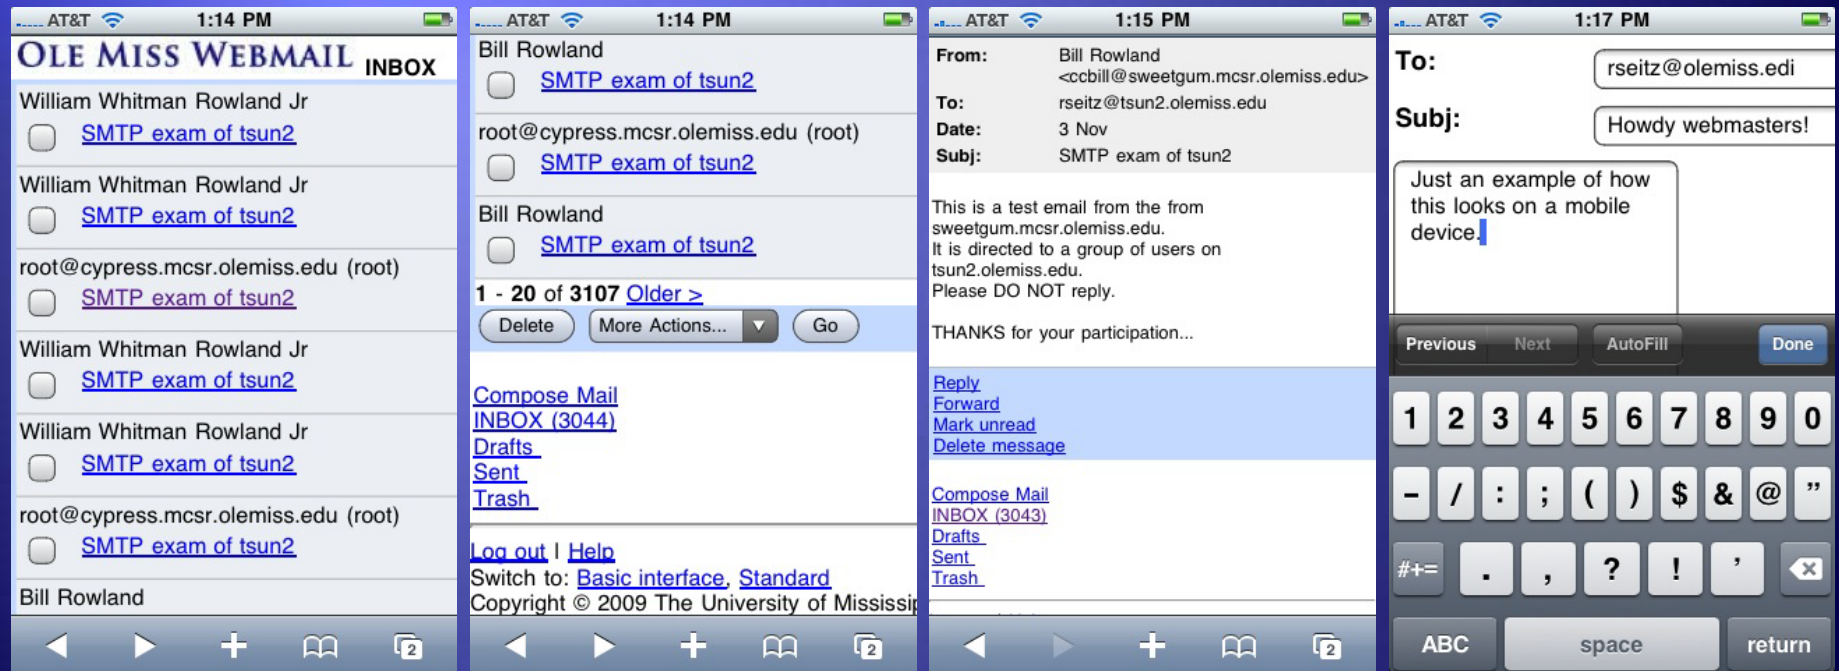 AT&T 1:14 PM
OLE MISS WEBMAIL INBOX
William Whitman Rowland Jr
SMTP exam of tsun2
William Whitman Rowland Jr
SMTP exam of tsun2
root@cypress.mcsr.olemiss.edu (root)
SMTP exam of tsun2
William Whitman Rowland Jr
SMTP exam of tsun2
William Whitman Rowland Jr
SMTP exam of tsun2
root@cypress.mcsr.olemiss.edu (root)
SMTP exam of tsun2
Bill Rowland
2
AT&T 1:14 PM
Bill Rowland
SMTP exam of tsun2
root@cypress.mcsr.olemiss.edu (root)
SMTP exam of tsun2
Bill Rowland
SMTP exam of tsun2
1 - 20 of 3107 Older >
Delete More Actions... Go
Compose Mail
INBOX (3044)
Drafts
Sent
Trash
Log out | Help
Switch to: Basic interface, Standard
Copyright © 2009 The University of Mississip
2
AT&T 1:15 PM
From: Bill Rowland
<ccbill@sweetgum.mcsr.olemiss.edu>
To: rseitz@tsun2.olemiss.edu
Date: 3 Nov
Subj: SMTP exam of tsun2
This is a test email from the from
sweetgum.mcsr.olemiss.edu.
It is directed to a group of users on
tsun2.olemiss.edu.
Please DO NOT reply.
THANKS for your participation...
Reply
Forward
Mark unread
Delete message
Compose Mail
INBOX (3043)
Drafts
Sent
Trash
2
AT&T 1:17 PM
To: rseitz@olemiss.edi
Subj: Howdy webmasters!
Just an example of how
this looks on a mobile
device.
Previous Next AutoFill Done
1 2 3 4 5 6 7 8 9 0
- / : ; ( ) $ & @ "
#+= . , ? ! '
ABC space return